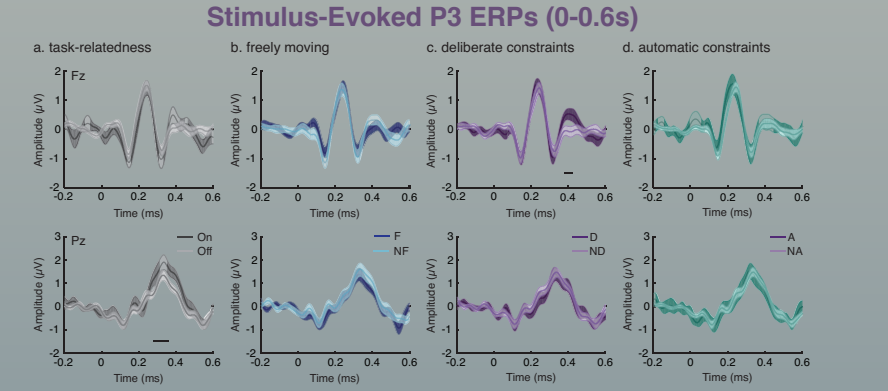 Stimulus-Evoked P3 ERPs (0-0.6s)
a. task-relatedness
b. freely moving
c. deliberate constraints
d. automatic constraints
Fz
Amplitude (μV)
2
1
0
-1
-2
-0.2 0 0.2 0.4 0.6
Time (ms)
Amplitude (μV)
2
1
0
-1
-2
-0.2 0 0.2 0.4 0.6
Time (ms)
Amplitude (μV)
2
1
0
-1
-2
-0.2 0 0.2 0.4 0.6
Time (ms)
Amplitude (μV)
2
1
0
-1
-2
-0.2 0 0.2 0.4 0.6
Time (ms)
Pz
On
Off
Amplitude (μV)
3
2
1
0
-1
-2
-0.2 0 0.2 0.4 0.6
Time (ms)
F
NF
Amplitude (μV)
3
2
1
0
-1
-2
-0.2 0 0.2 0.4 0.6
Time (ms)
D
ND
Amplitude (μV)
3
2
1
0
-1
-2
-0.2 0 0.2 0.4 0.6
Time (ms)
A
NA
Amplitude (μV)
3
2
1
0
-1
-2
-0.2 0 0.2 0.4 0.6
Time (ms)